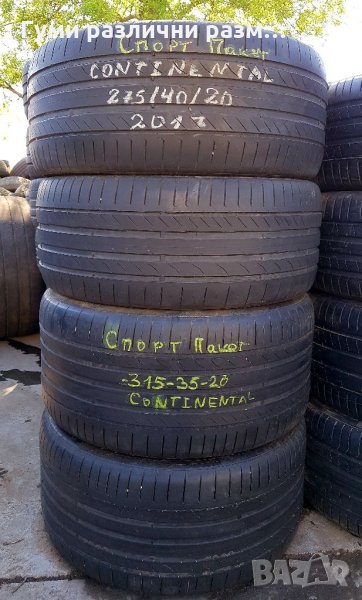 Гуми различни разм...
Спорт Пакет
CONTINENTAL
275/40/20
2017
Спорт Пакет
-315-35-20
CONTINENTAL
BAZAR